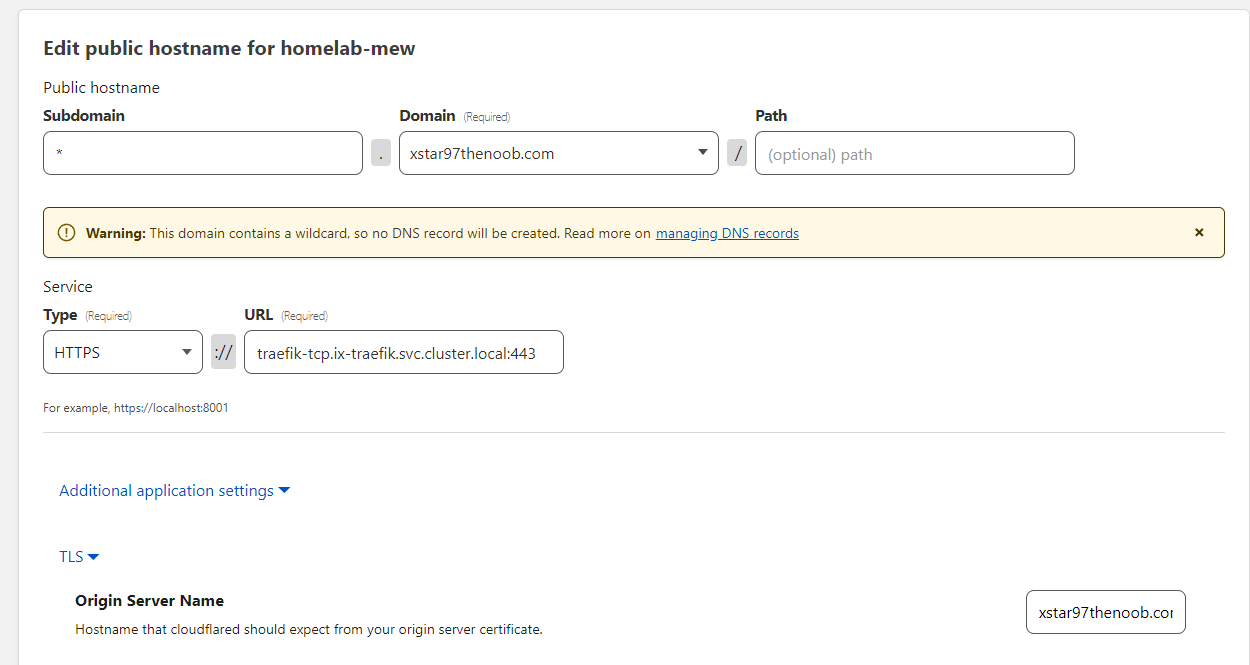 Edit public hostname for homelab-mew
Public hostname
Subdomain Domain (Required) Path
* . xstar97thenoob.com / (optional) path
Warning: This domain contains a wildcard, so no DNS record will be created. Read more on managing DNS records ×
Service
Type (Required) URL (Required)
HTTPS :// traefik-tcp.ix-traefik.svc.cluster.local:443
For example, https://localhost:8001
Additional application settings
TLS
Origin Server Name
xstar97thenoob.cor
Hostname that cloudflared should expect from your origin server certificate.